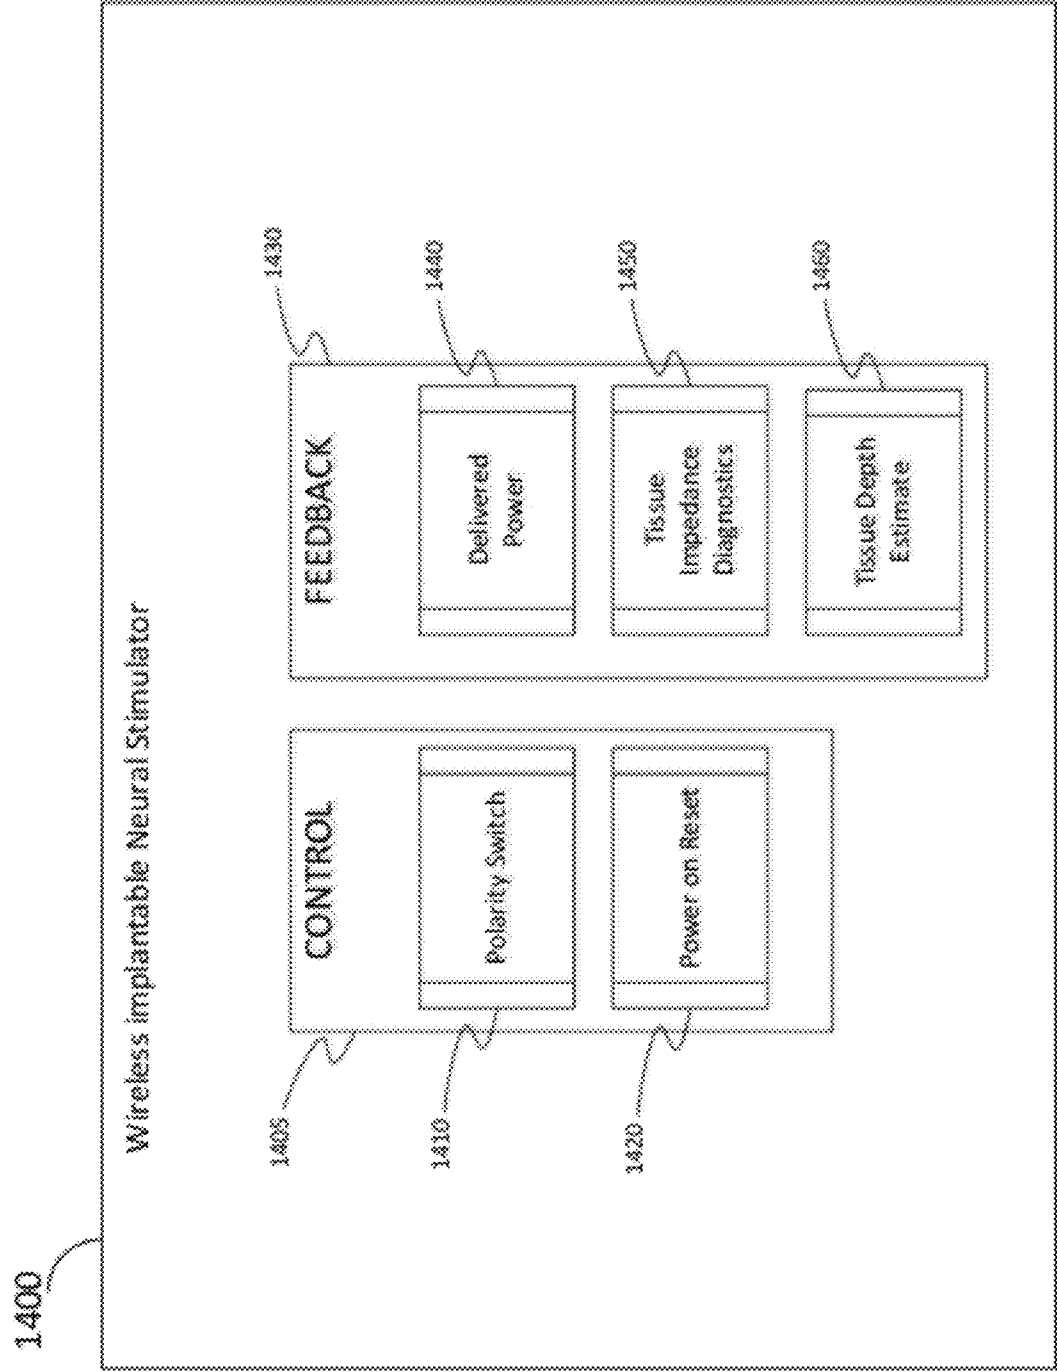 1400
Wireless implantable Neural Stimulator
1405
CONTROL
1410
Polarity Switch
1420
Power on Reset
FEEDBACK
1430
Delivered
Power
1440
Tissue
Impedance
Diagnostics
1450
Tissue Depth
Estimate
1460